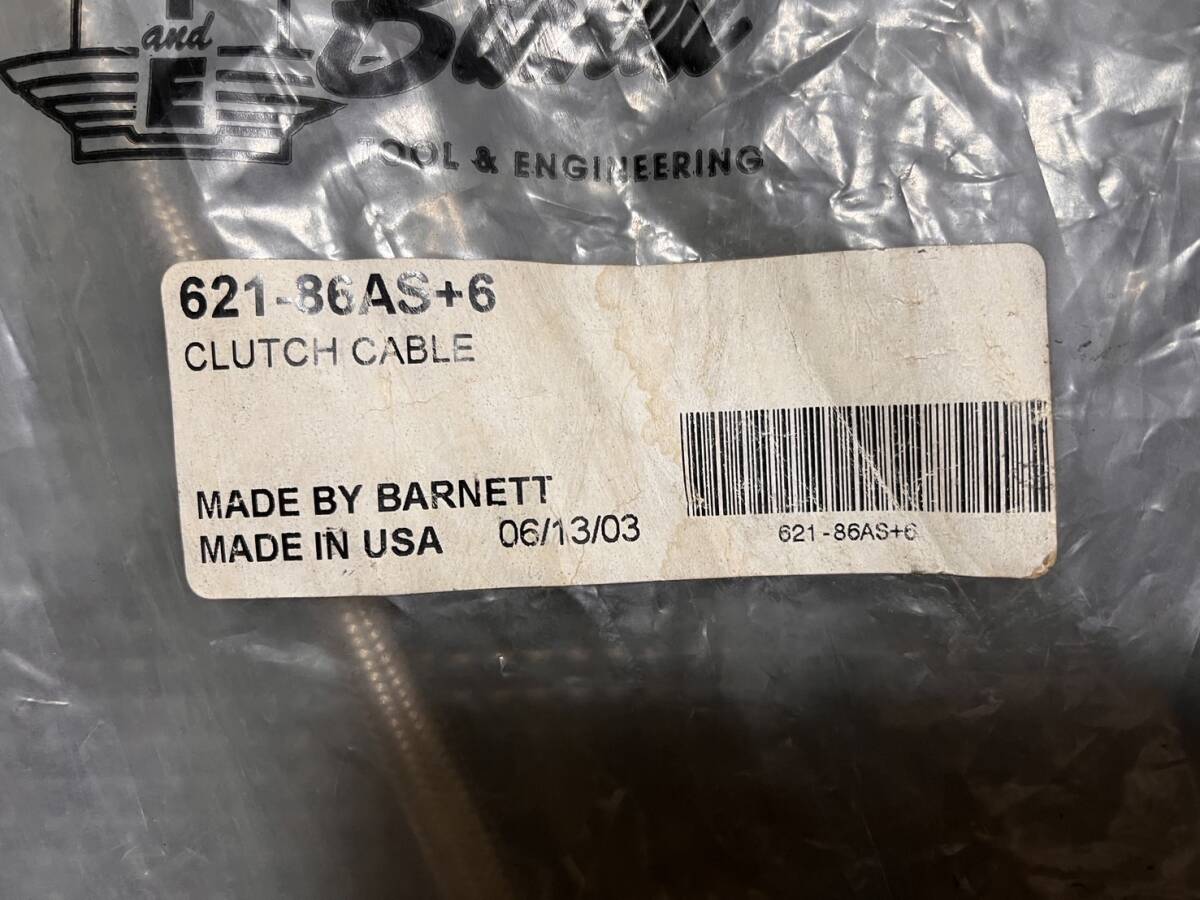 and
E
Barnett
TOOL & ENGINEERING
621-86AS+6
CLUTCH CABLE
MADE BY BARNETT
MADE IN USA 06/13/03
621-86AS+6